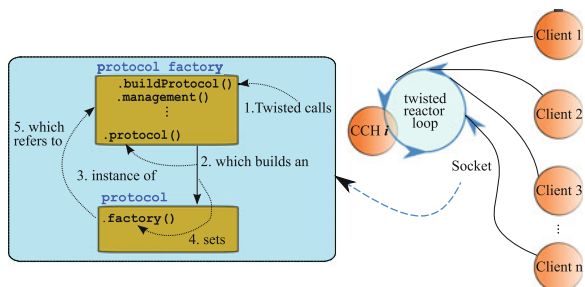 protocol factory
.buildProtocol()
.management()
⋮
.protocol()
1.Twisted calls
5. which
refers to
2. which builds an
3. instance of
protocol
.factory()
4. sets
twisted
reactor
loop
CCH i
Socket
Client 1
Client 2
Client 3
⋮
Client n